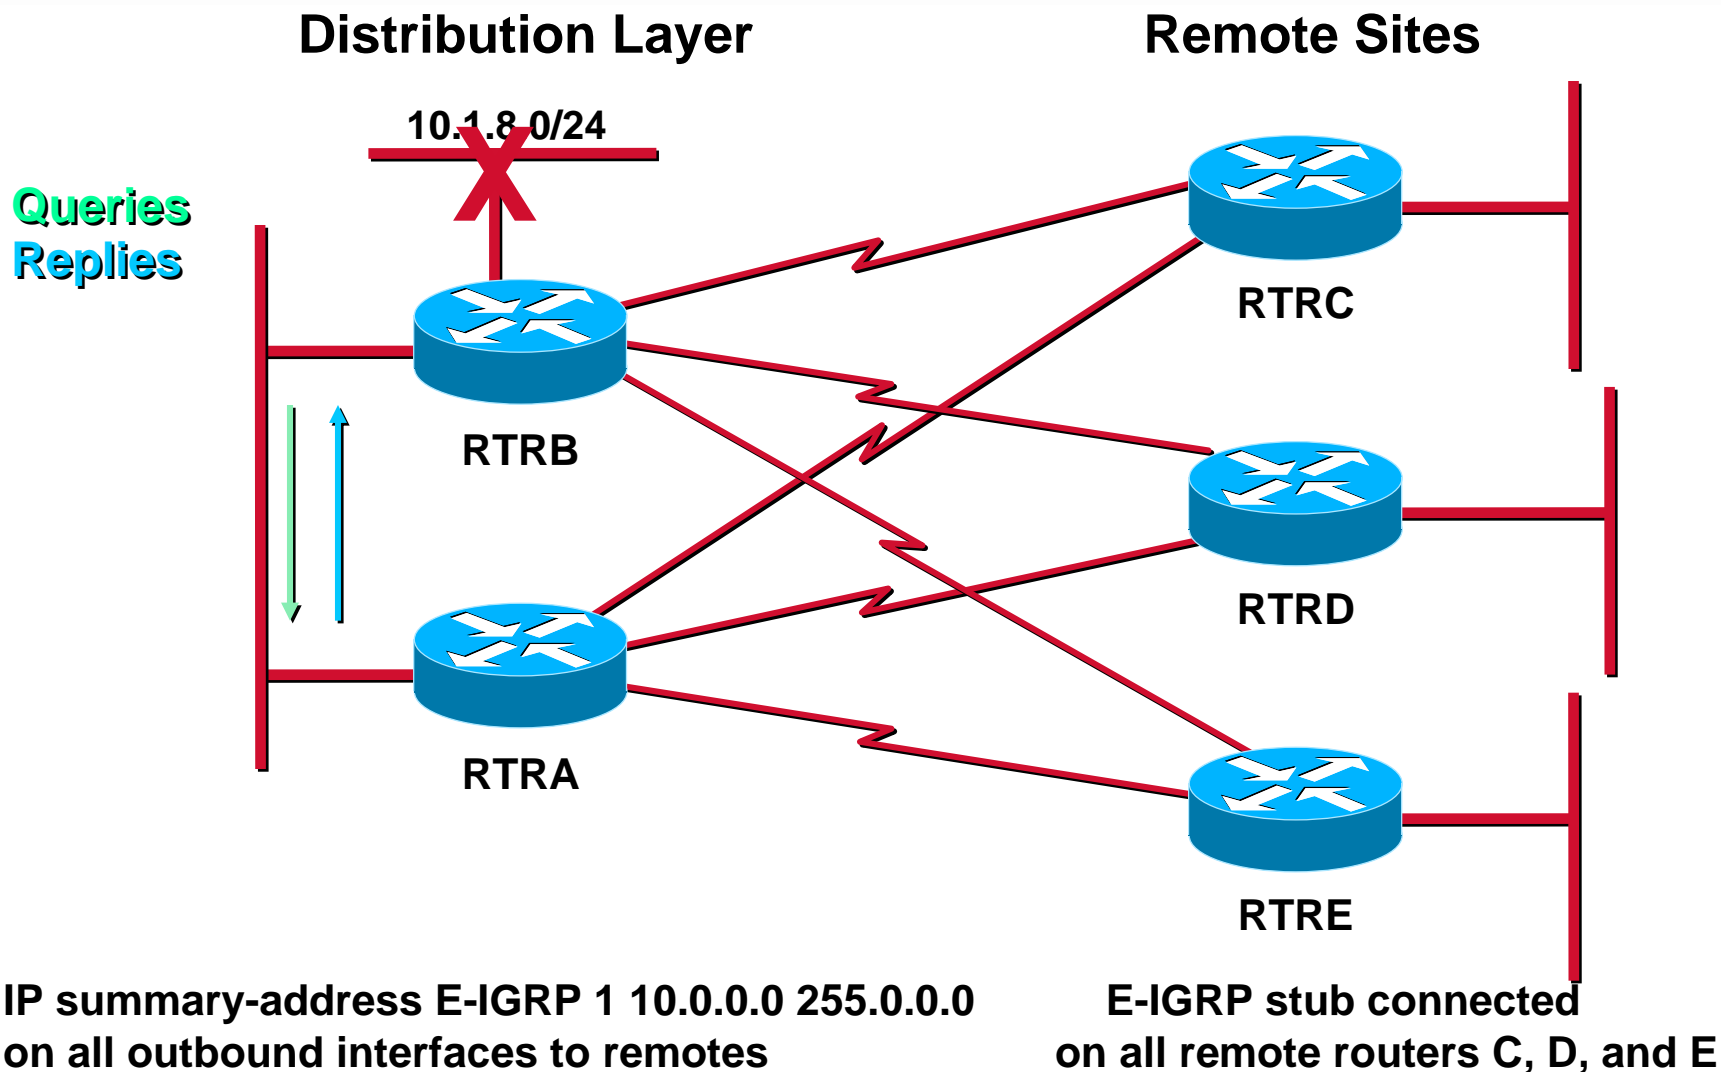 Distribution Layer
Remote Sites
10.1.8.0/24
Queries
Replies
RTRC
RTRB
RTRD
RTRA
RTRE
IP summary-address E-IGRP 1 10.0.0.0 255.0.0.0
on all outbound interfaces to remotes
E-IGRP stub connected
on all remote routers C, D, and E